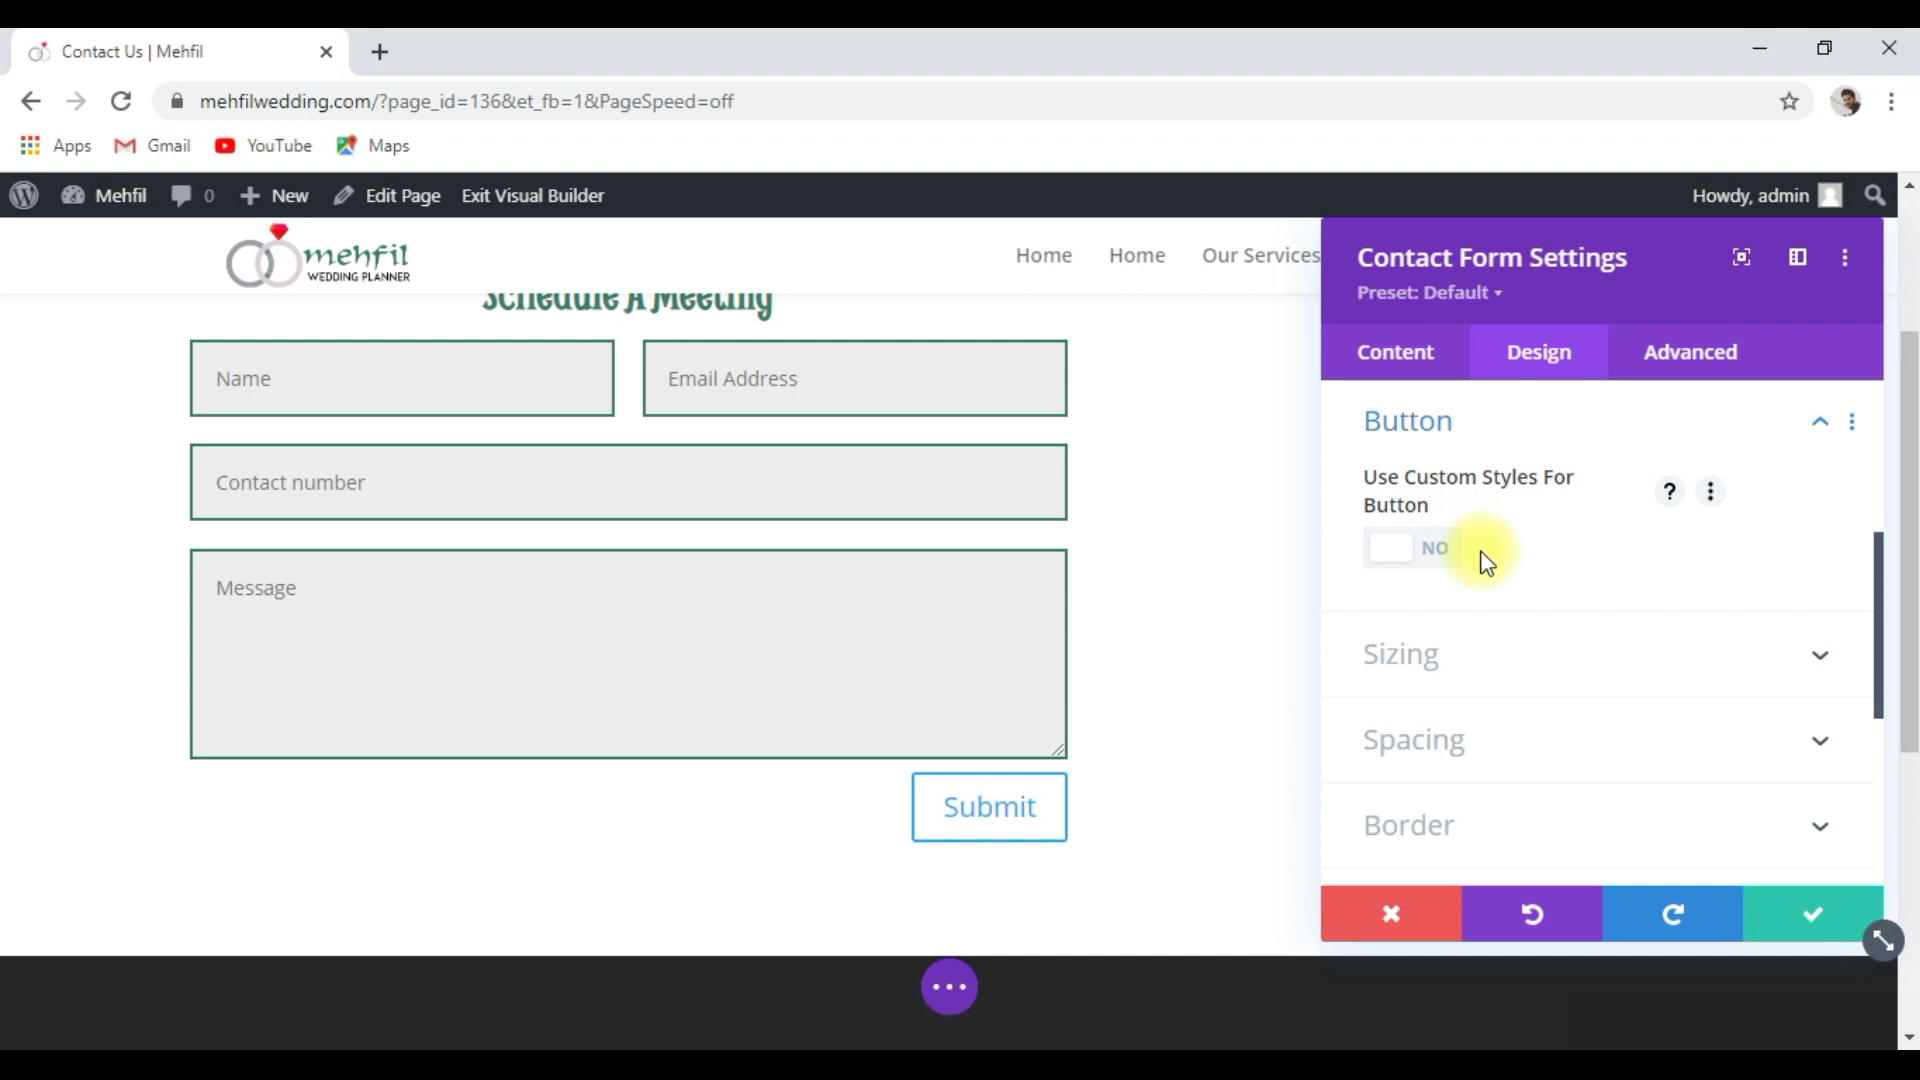 Contact Us | Mehfil
mehfilwedding.com/?page_id=136&et_fb=1&PageSpeed=off
Apps Gmail YouTube Maps
Mehfil 0 New Edit Page Exit Visual Builder Howdy, admin
mehfil
WEDDING PLANNER
Home Home Our Services
Schedule A Meeting
Name Email Address
Contact number
Message
Submit
Contact Form Settings
Preset: Default
Content Design Advanced
Button
Use Custom Styles For
Button
?
NO
Sizing
Spacing
Border